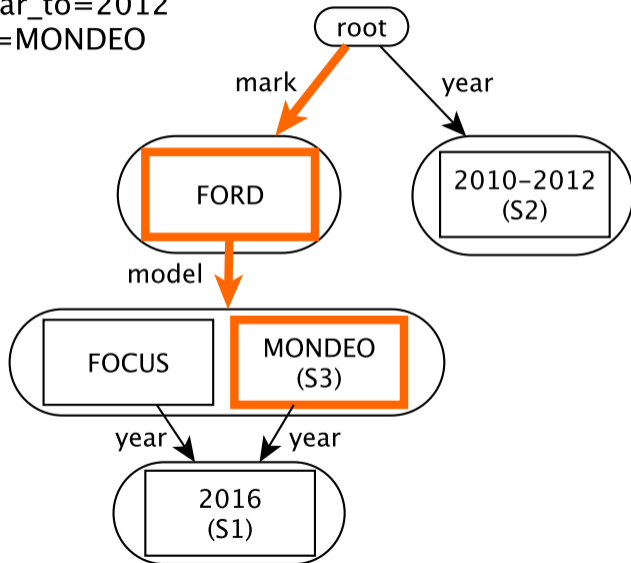 ar_to=2012
=MONDEO
root
mark
year
FORD
2010-2012
(S2)
model
FOCUS
MONDEO
(S3)
year
year
2016
(S1)